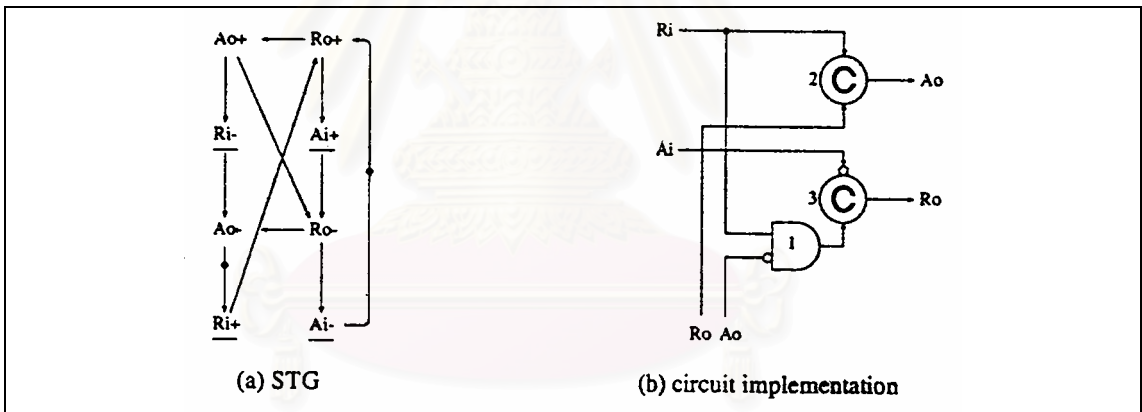 Ao+ Ro+
Ri- Ai+
Ao- Ro-
Ri+ Ai-
(a) STG
Ri
2 C Ao
Ai
3 C Ro
1
Ro Ao
(b) circuit implementation